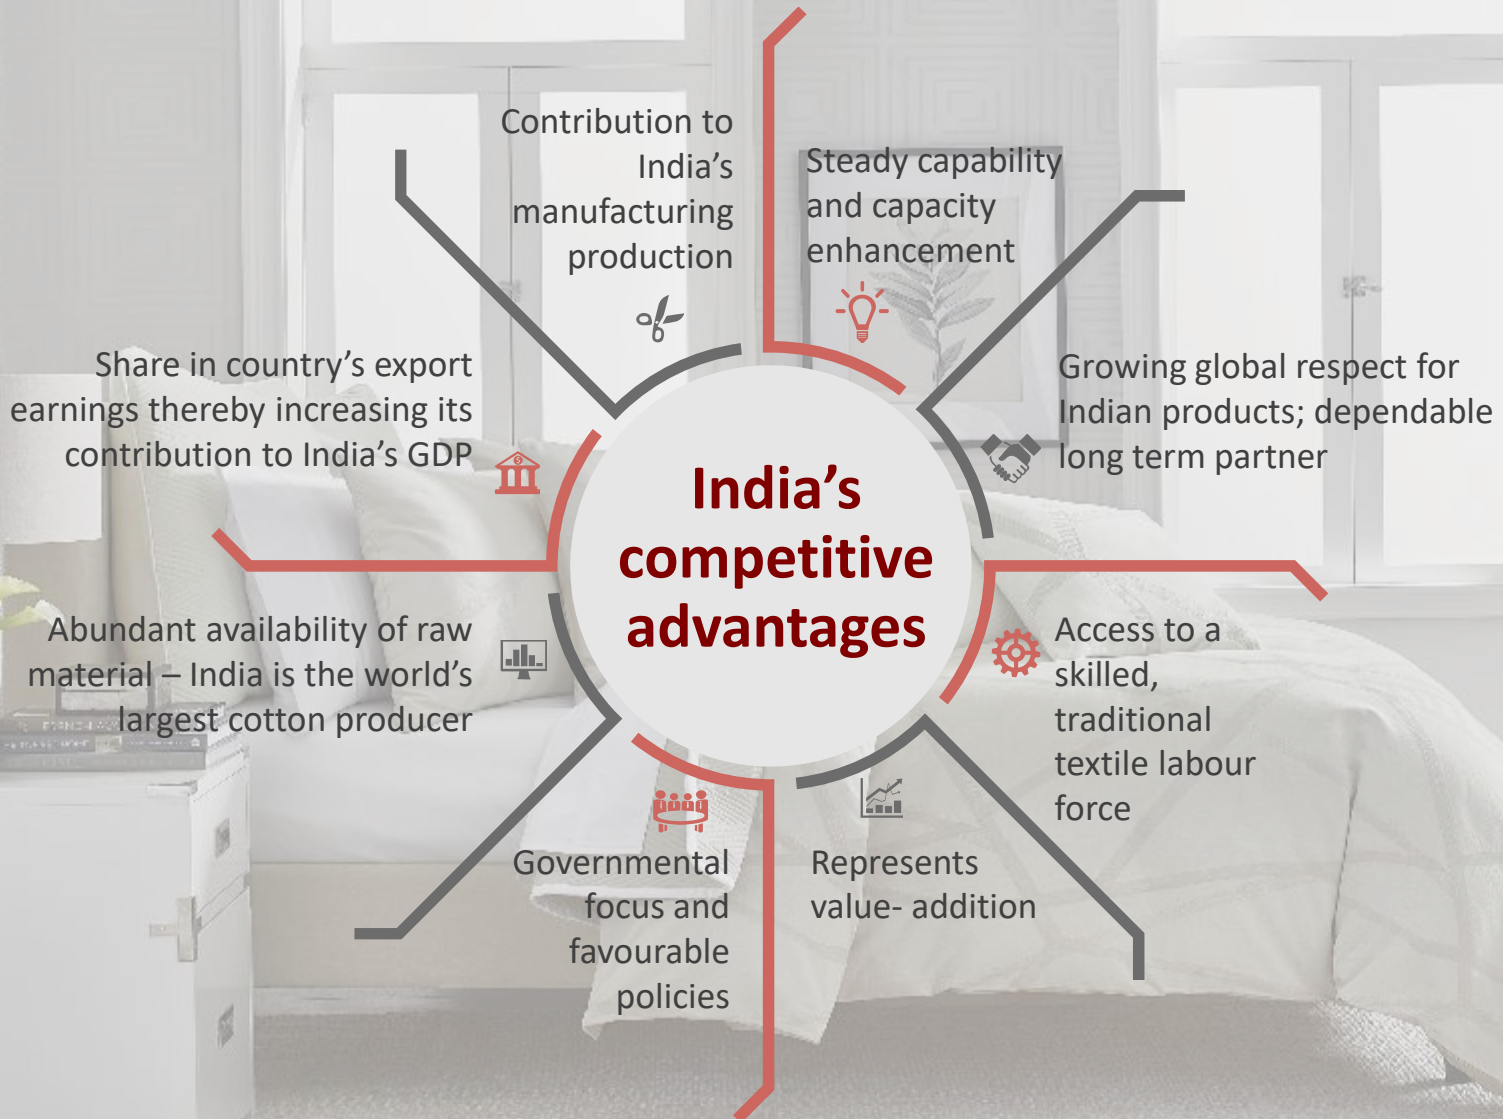 Contribution to
India’s
manufacturing
production
Steady capability
and capacity
enhancement
Share in country’s export
earnings thereby increasing its
contribution to India’s GDP
Growing global respect for
Indian products; dependable
long term partner
India’s
competitive
advantages
Abundant availability of raw
material – India is the world’s
largest cotton producer
Access to a
skilled,
traditional
textile labour
force
Governmental
focus and
favourable
policies
Represents
value- addition